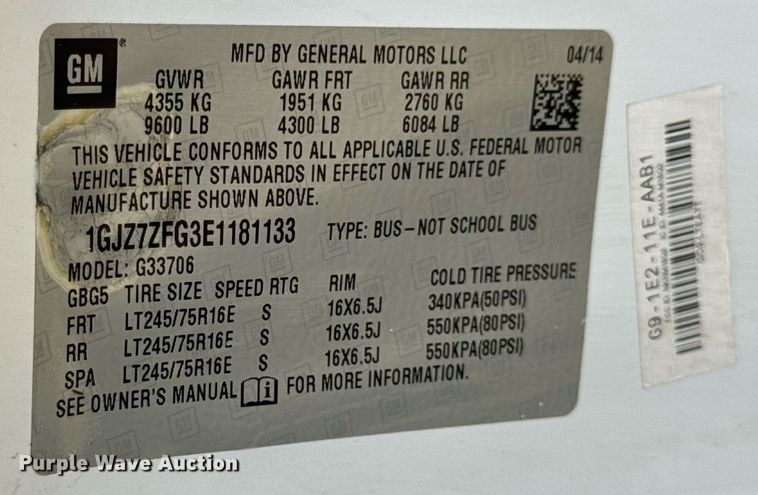 GM
MFD BY GENERAL MOTORS LLC 04/14
GVWR GAWR FRT GAWR RR
4355 KG 1951 KG 2760 KG
9600 LB 4300 LB 6084 LB
THIS VEHICLE CONFORMS TO ALL APPLICABLE U.S. FEDERAL MOTOR
VEHICLE SAFETY STANDARDS IN EFFECT ON THE DATE OF
MANUFACTURE SHOWN ABOVE.
1GJZ7ZFG3E1181133 TYPE: BUS–NOT SCHOOL BUS
MODEL: G33706
GBG5 TIRE SIZE SPEED RTG RIM COLD TIRE PRESSURE
FRT LT245/75R16E S 16X6.5J 340KPA(50PSI)
RR LT245/75R16E S 16X6.5J 550KPA(80PSI)
SPA LT245/75R16E S 16X6.5J 550KPA(80PSI)
SEE OWNER'S MANUAL i FOR MORE INFORMATION.
G9-1E2-11E-AAB1
Purple Wave Auction